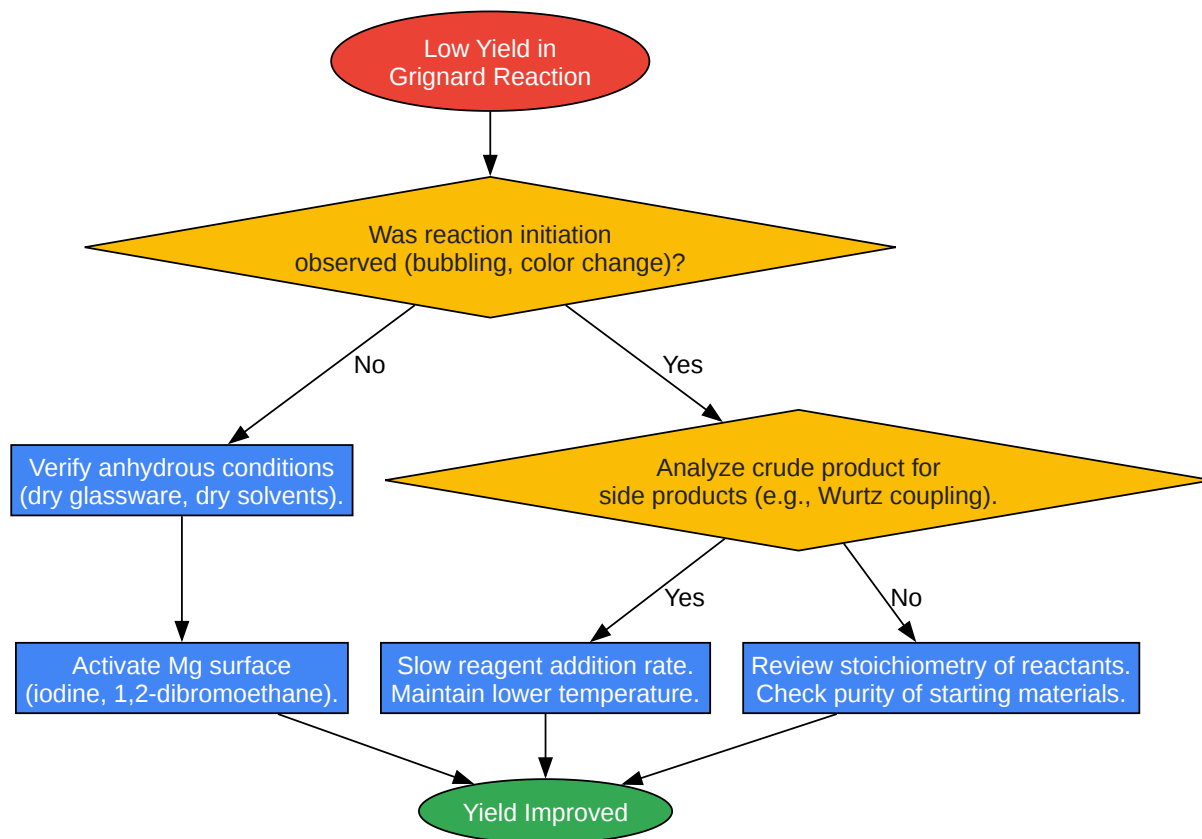 Low Yield in
Grignard Reaction
Was reaction initiation
observed (bubbling, color change)?
No
Yes
Verify anhydrous conditions
(dry glassware, dry solvents).
Analyze crude product for
side products (e.g., Wurtz coupling).
Yes
No
Activate Mg surface
(iodine, 1,2-dibromoethane).
Slow reagent addition rate.
Maintain lower temperature.
Review stoichiometry of reactants.
Check purity of starting materials.
Yield Improved